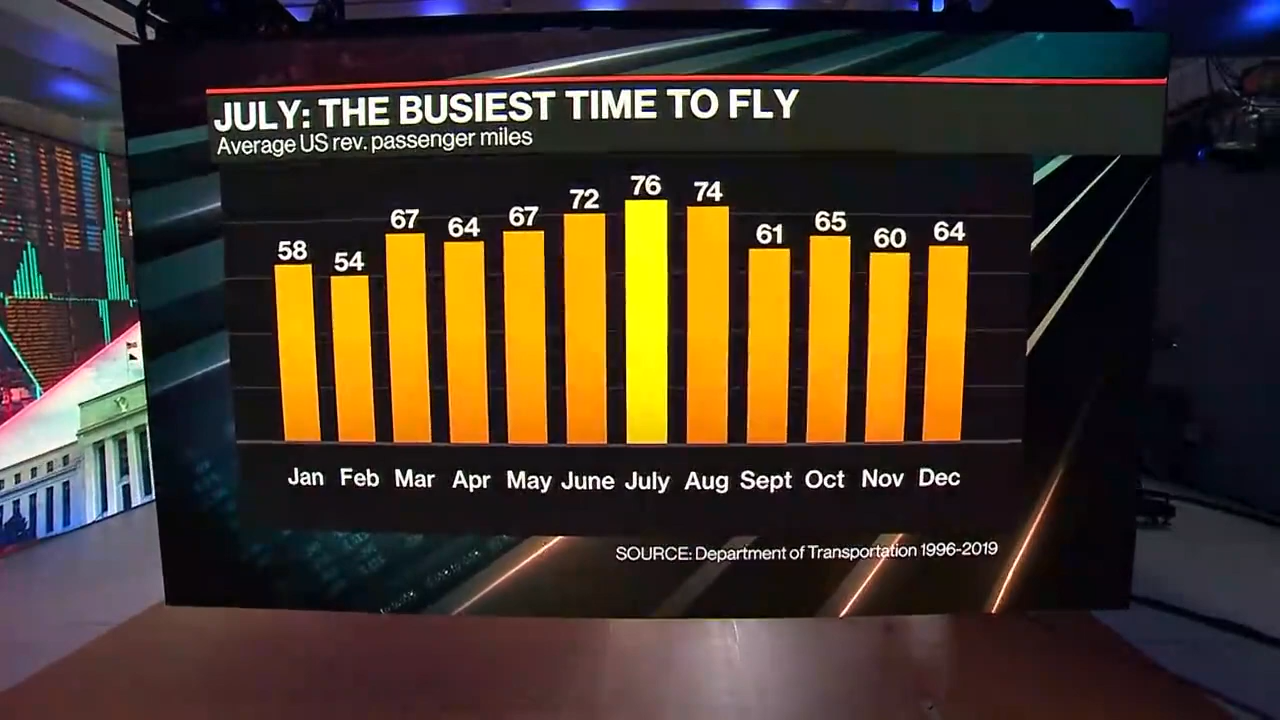 JULY: THE BUSIEST TIME TO FLY
Average US rev. passenger miles
58 54 67 64 67 72 76 74 61 65 60 64
Jan Feb Mar Apr May June July Aug Sept Oct Nov Dec
SOURCE: Department of Transportation 1996-2019